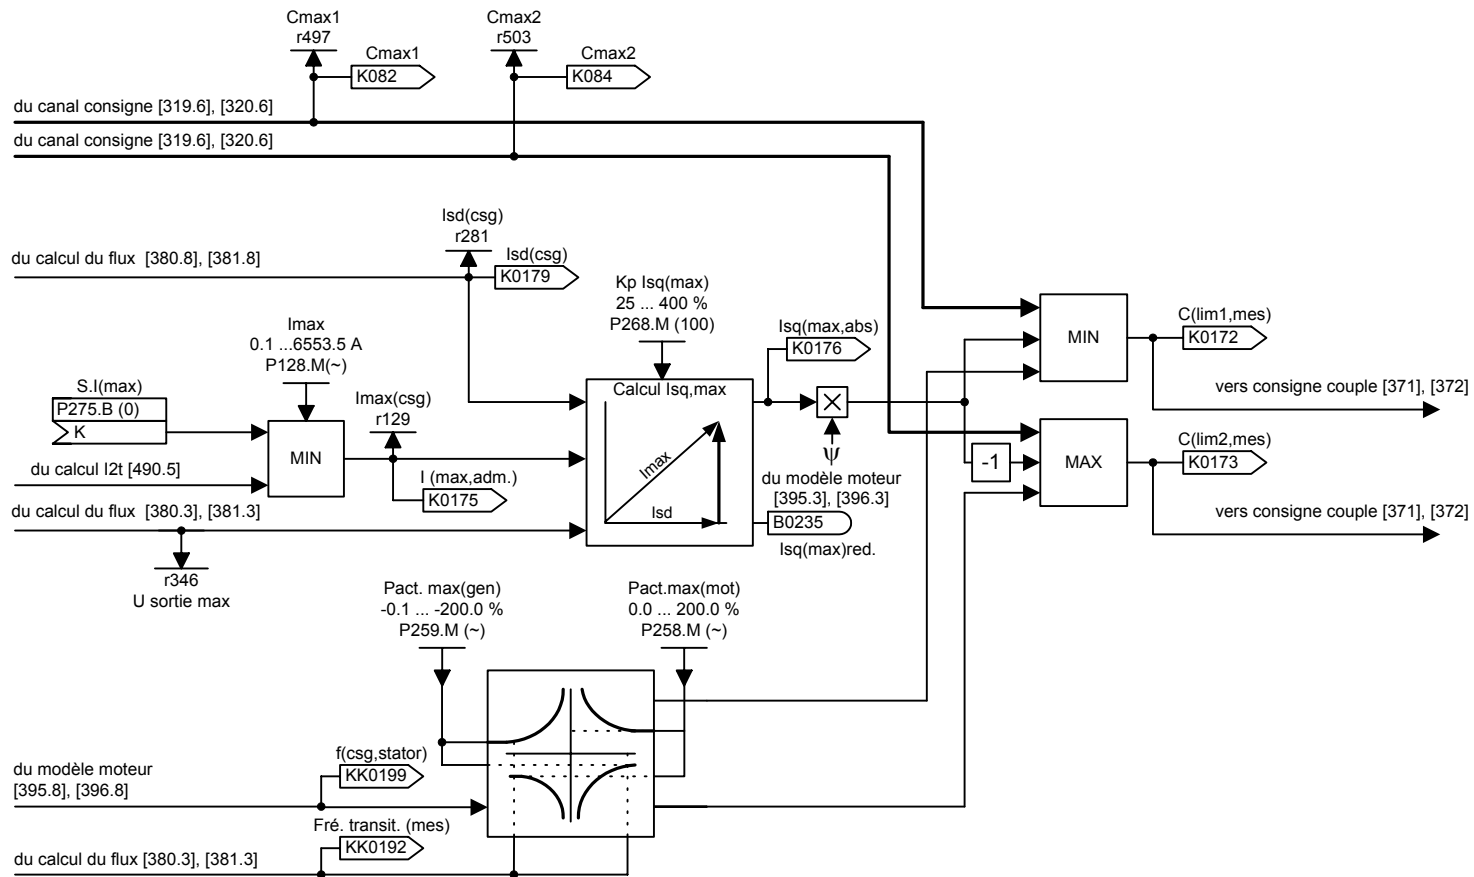 Cmax1
r497
Cmax1
K082
Cmax2
r503
Cmax2
K084
du canal consigne [319.6], [320.6]
du canal consigne [319.6], [320.6]
Isd(csg)
r281
Isd(csg)
K0179
du calcul du flux [380.8], [381.8]
Kp Isq(max)
25 ... 400 %
P268.M (100)
Imax
0.1 ...6553.5 A
P128.M(~)
S.I(max)
P275.B (0)
K
du calcul I2t [490.5]
MIN
Imax(csg)
r129
I (max,adm.)
K0175
du calcul du flux [380.3], [381.3]
r346
U sortie max
Calcul Isq,max
Imax
Isd
Isq(max,abs)
K0176
ψ
du modèle moteur
[395.3], [396.3]
B0235
Isq(max)red.
MIN
C(lim1,mes)
K0172
vers consigne couple [371], [372]
-1
MAX
C(lim2,mes)
K0173
vers consigne couple [371], [372]
Pact. max(gen)
-0.1 ... -200.0 %
P259.M (~)
Pact.max(mot)
0.0 ... 200.0 %
P258.M (~)
f(csg,stator)
KK0199
du modèle moteur
[395.8], [396.8]
Fré. transit. (mes)
KK0192
du calcul du flux [380.3], [381.3]